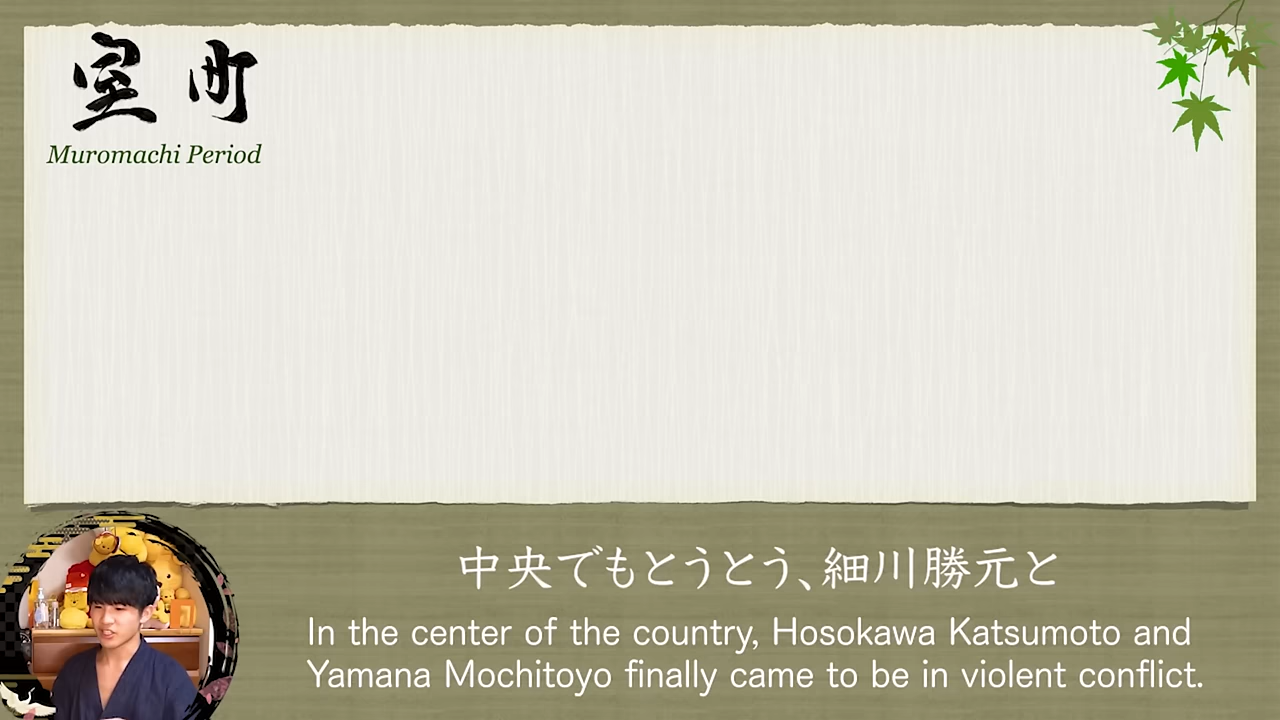 室町
Muromachi Period
中央でもとうとう、細川勝元と
In the center of the country, Hosokawa Katsumoto and
Yamana Mochitoyo finally came to be in violent conflict.